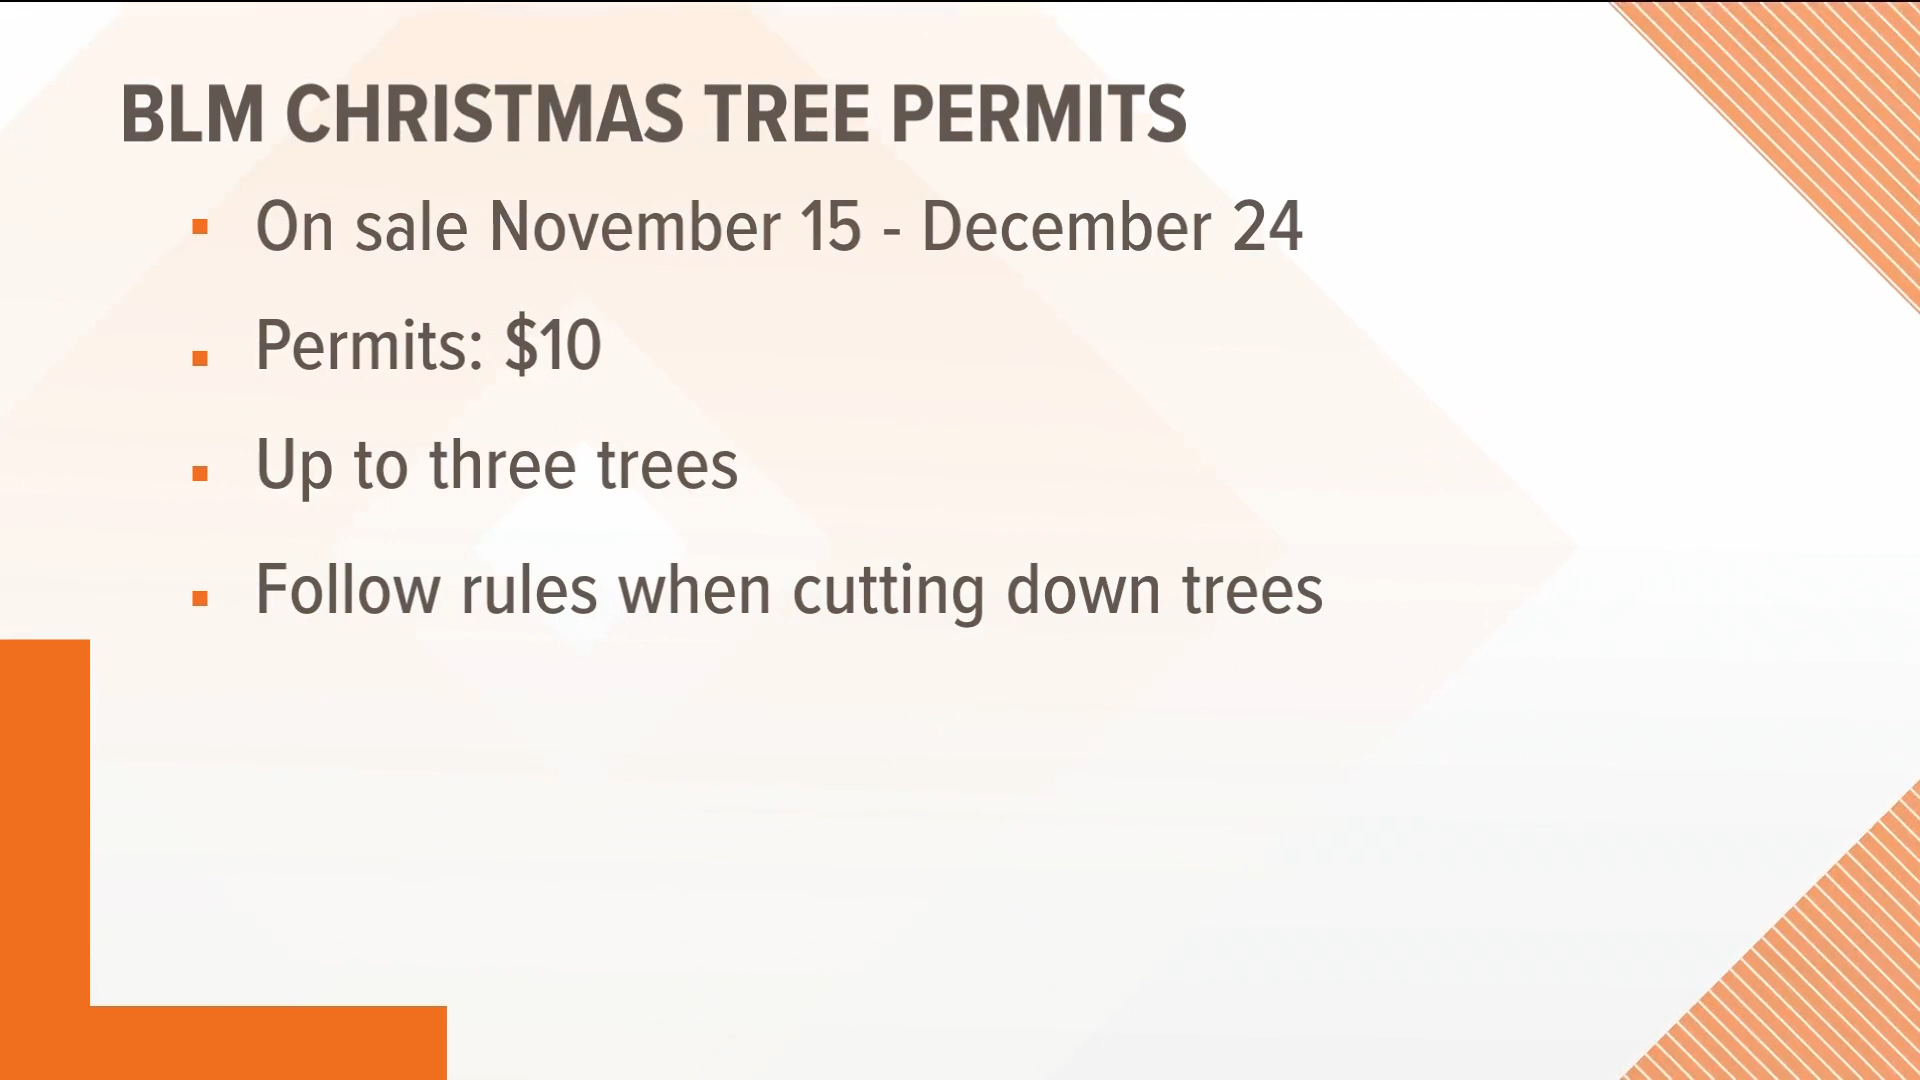 BLM CHRISTMAS TREE PERMITS
On sale November 15 - December 24
Permits: $10
Up to three trees
Follow rules when cutting down trees